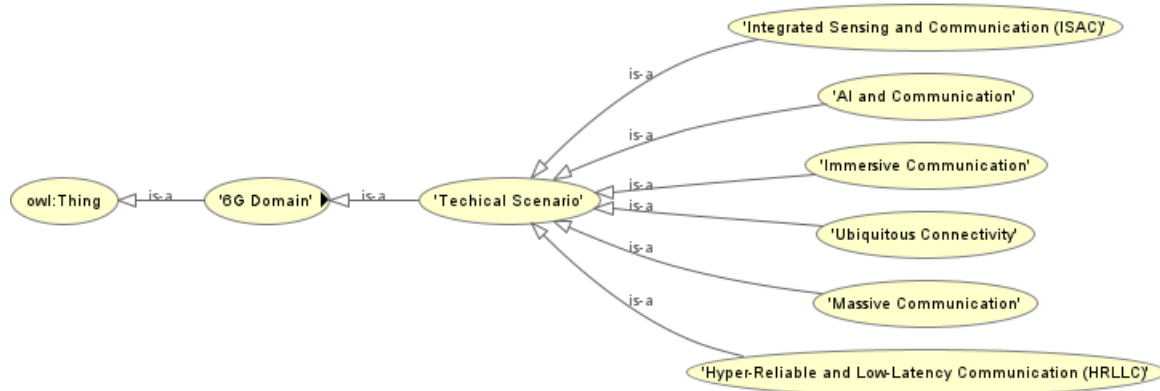 'Integrated Sensing and Communication (ISAC)'
is-a
'AI and Communication'
is-a
'Immersive Communication'
is-a
owl:Thing
is-a
'6G Domain'
is-a
'Techical Scenario'
is-a
'Ubiquitous Connectivity'
is-a
'Massive Communication'
is-a
'Hyper-Reliable and Low-Latency Communication (HRLLC)'